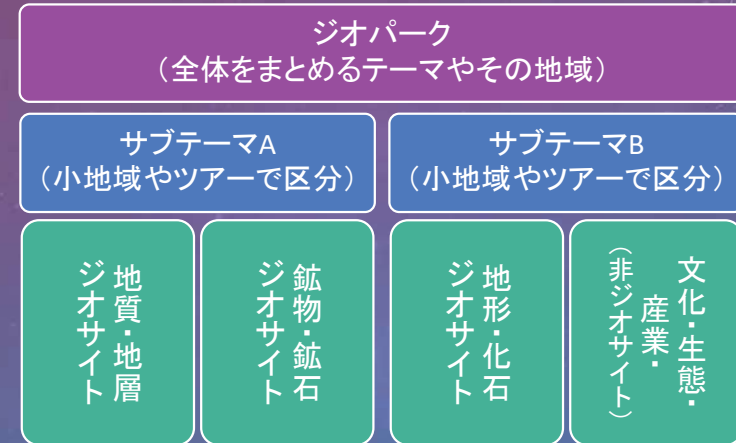 ジオパーク
（全体をまとめるテーマやその地域）
サブテーマA
（小地域やツアーで区分）
サブテーマB
（小地域やツアーで区分）
地質・地層
ジオサイト
鉱物・鉱石
ジオサイト
地形・化石
ジオサイト
文化・生態・
産業・
（非ジオサイト）